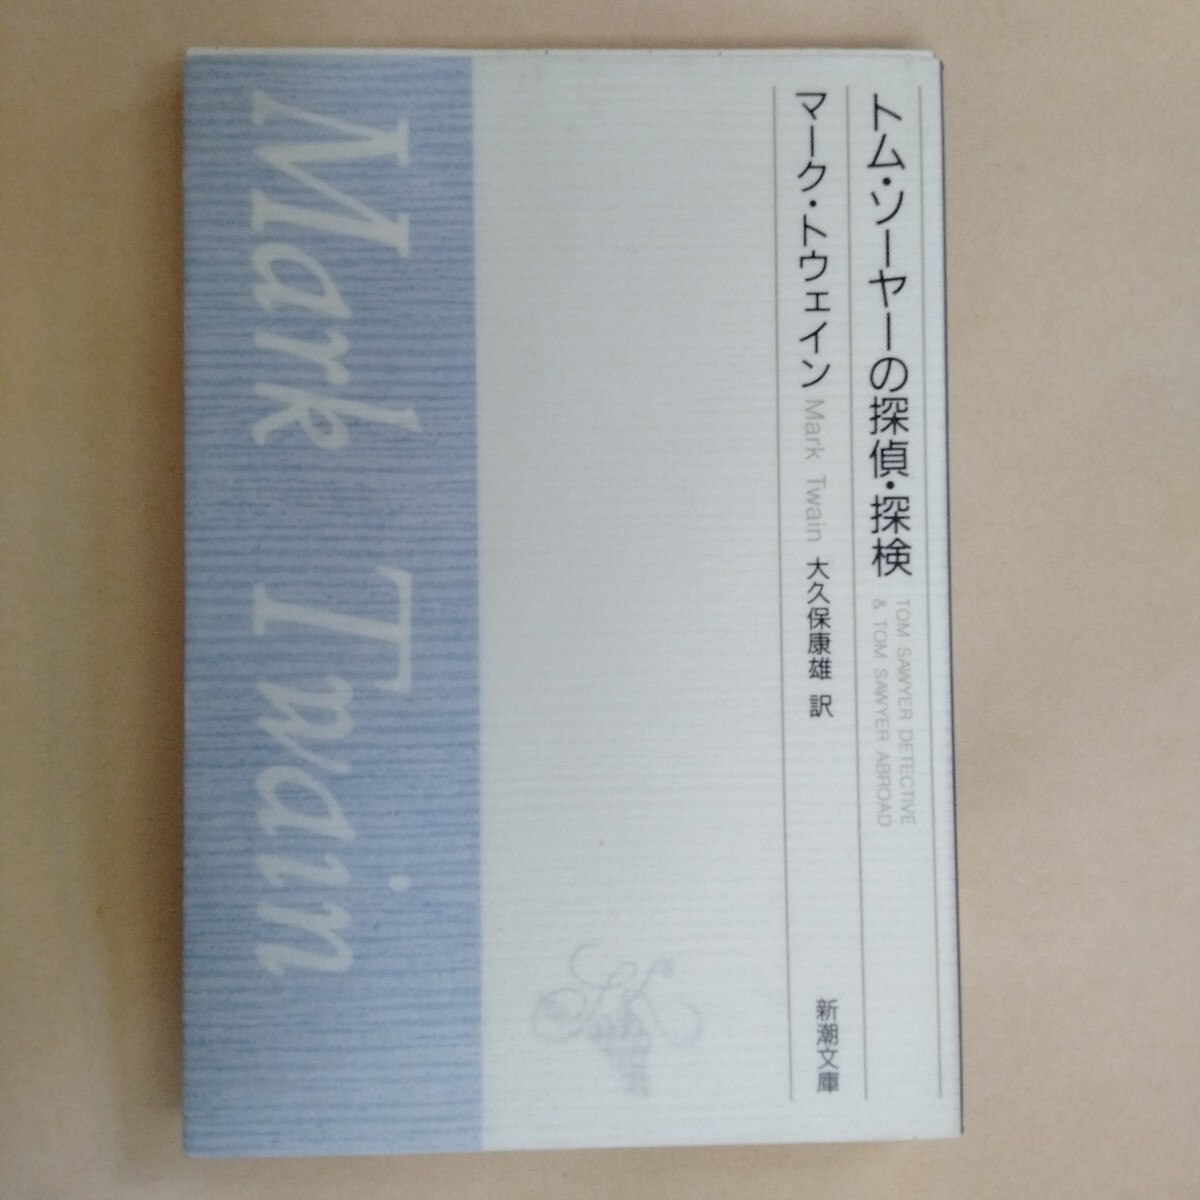 トム・ソーヤーの探偵・探検
TOM SAWYER DETECTIVE
& TOM SAWYER ABROAD
マーク・トウェイン Mark Twain 大久保康雄 訳
新潮文庫
Mark Twain